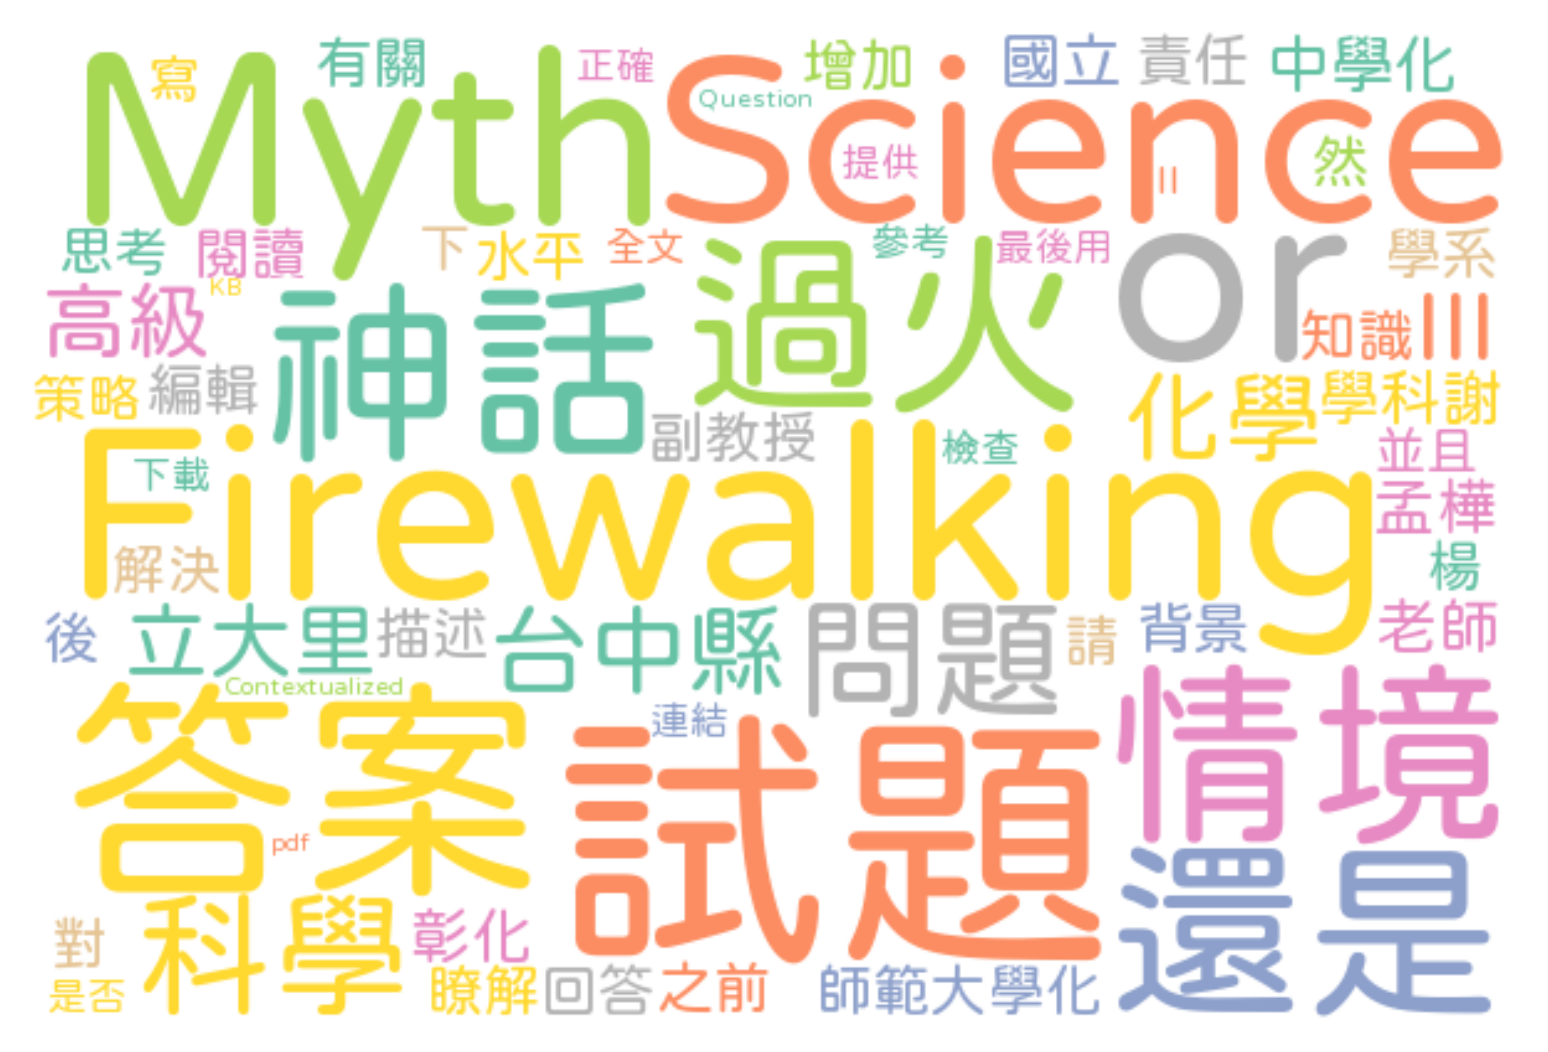 Myth Science
寫 有關 正確 增加 國立 責任 中學化
Question
提供 然
II
思考 閱讀 下 水平 全文 參考 最後用 or 學系
KB
高級 神話 過火 知識 III
策略 編輯 副教授 化學 學科 謝
下載 Firewalking 檢查 並且
孟樺
解決 楊
後 立大里 描述 台中縣 問題 請 背景 老師
Contextualized
答案 連結 試題 情境
pdf
對 科學 彰化 還是
是否 瞭解 回答 之前 師範大學化